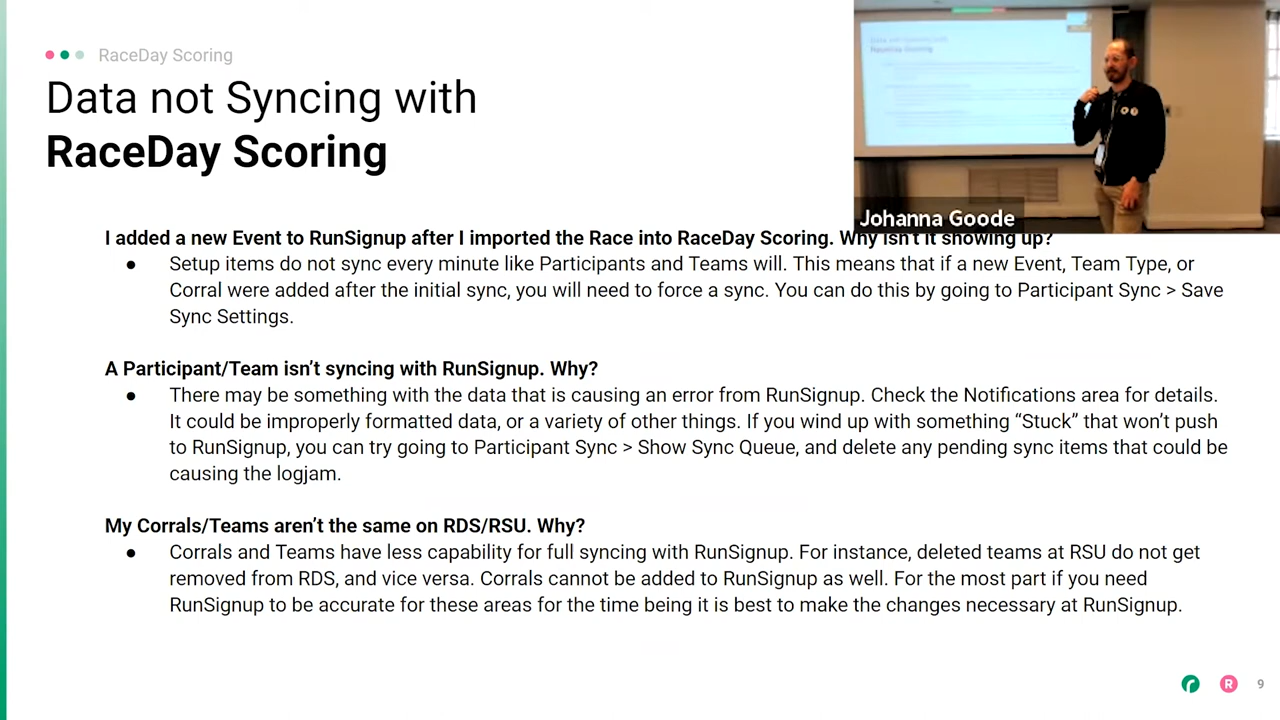 RaceDay Scoring
Data not Syncing with
RaceDay Scoring
Johanna Goode
I added a new Event to RunSignup after I imported the Race into RaceDay Scoring. Why isn't it showing up?
● Setup items do not sync every minute like Participants and Teams will. This means that if a new Event, Team Type, or
Corral were added after the initial sync, you will need to force a sync. You can do this by going to Participant Sync > Save
Sync Settings.
A Participant/Team isn't syncing with RunSignup. Why?
● There may be something with the data that is causing an error from RunSignup. Check the Notifications area for details.
It could be improperly formatted data, or a variety of other things. If you wind up with something “Stuck” that won't push
to RunSignup, you can try going to Participant Sync > Show Sync Queue, and delete any pending sync items that could be
causing the logjam.
My Corrals/Teams aren't the same on RDS/RSU. Why?
● Corrals and Teams have less capability for full syncing with RunSignup. For instance, deleted teams at RSU do not get
removed from RDS, and vice versa. Corrals cannot be added to RunSignup as well. For the most part if you need
RunSignup to be accurate for these areas for the time being it is best to make the changes necessary at RunSignup.
R
9